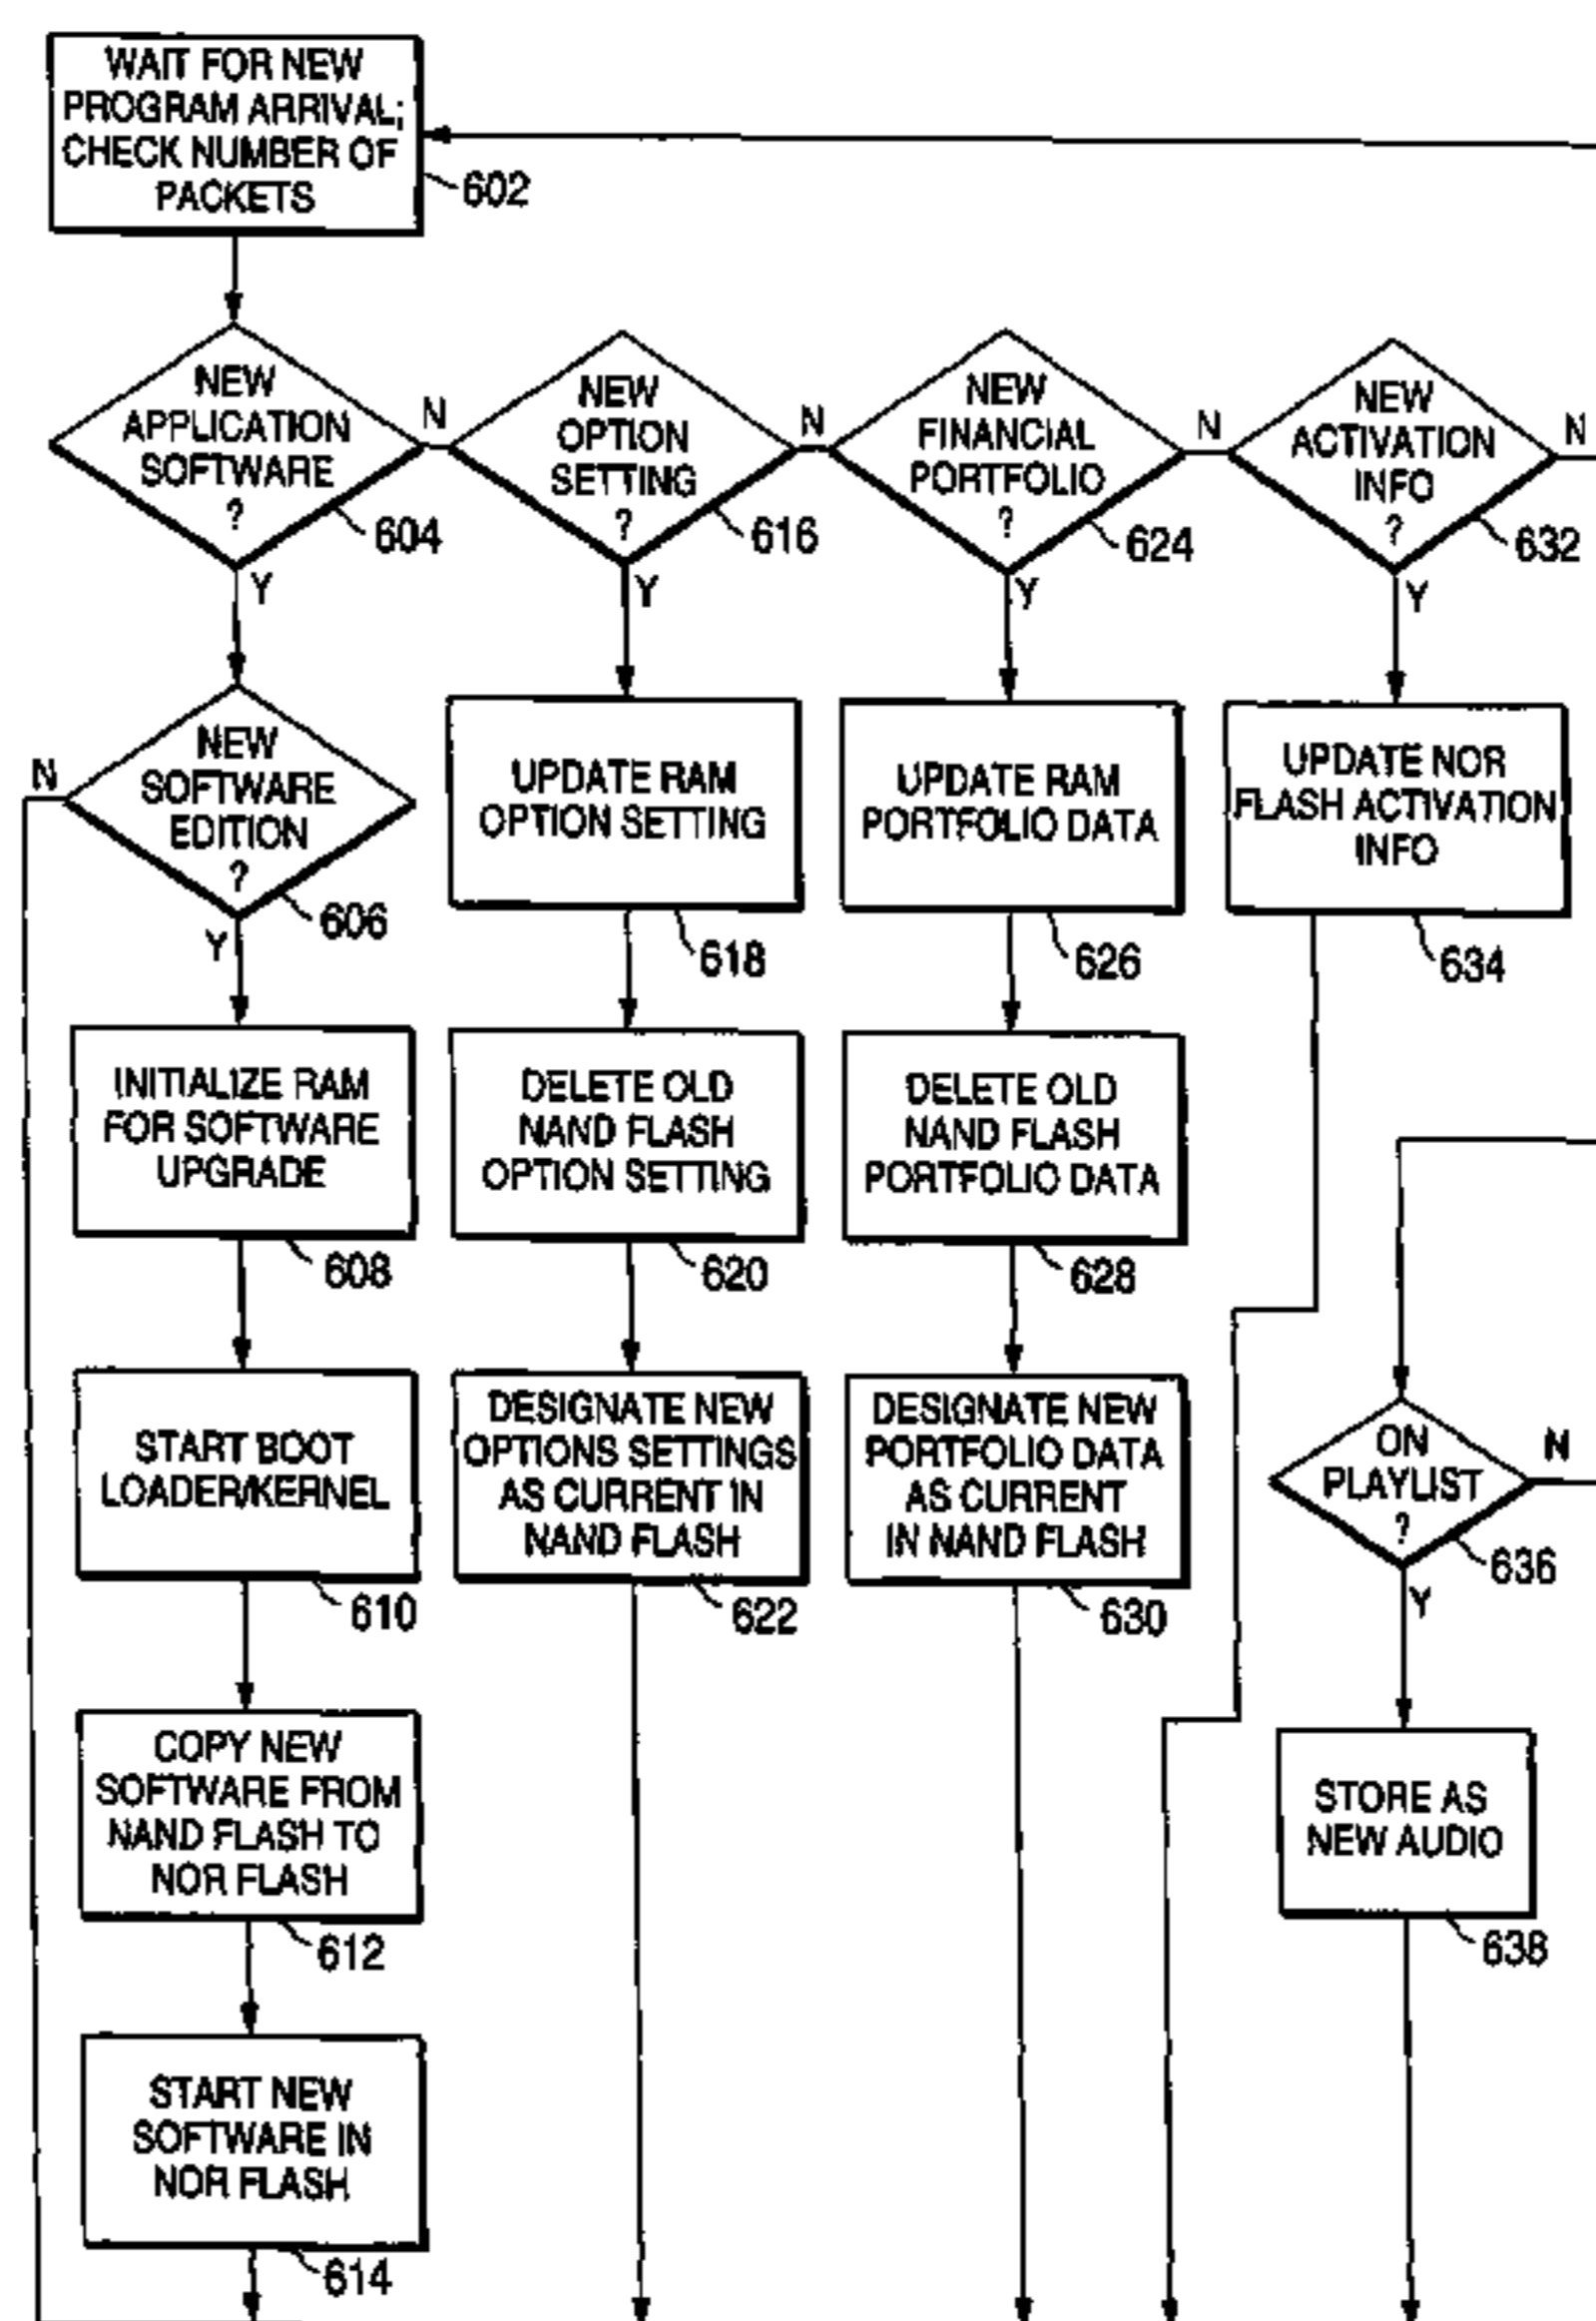 WAIT FOR NEW
PROGRAM ARRIVAL;
CHECK NUMBER OF
PACKETS
602
NEW
APPLICATION
SOFTWARE
?
604
N
Y
NEW
OPTION
SETTING
?
616
N
Y
NEW
FINANCIAL
PORTFOLIO
?
624
N
Y
NEW
ACTIVATION
INFO
?
632
N
Y
NEW
SOFTWARE
EDITION
?
606
N
Y
UPDATE RAM
OPTION SETTING
618
UPDATE RAM
PORTFOLIO DATA
626
UPDATE NOR
FLASH ACTIVATION
INFO
634
INITIALIZE RAM
FOR SOFTWARE
UPGRADE
608
DELETE OLD
NAND FLASH
OPTION SETTING
620
DELETE OLD
NAND FLASH
PORTFOLIO DATA
628
START BOOT
LOADER/KERNEL
610
DESIGNATE NEW
OPTIONS SETTINGS
AS CURRENT IN
NAND FLASH
622
DESIGNATE NEW
PORTFOLIO DATA
AS CURRENT
IN NAND FLASH
630
ON
PLAYLIST
?
636
N
Y
COPY NEW
SOFTWARE FROM
NAND FLASH TO
NOR FLASH
612
STORE AS
NEW AUDIO
638
START NEW
SOFTWARE IN
NOR FLASH
614